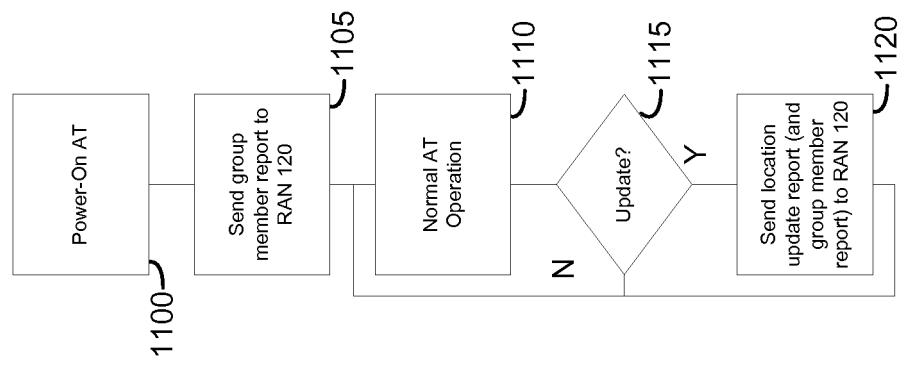 Power-On AT
1100
Send group
member report to
RAN 120
1105
Normal AT
Operation
1110
Update?
1115
N
Y
Send location
update report (and
group member
report) to RAN 120
1120